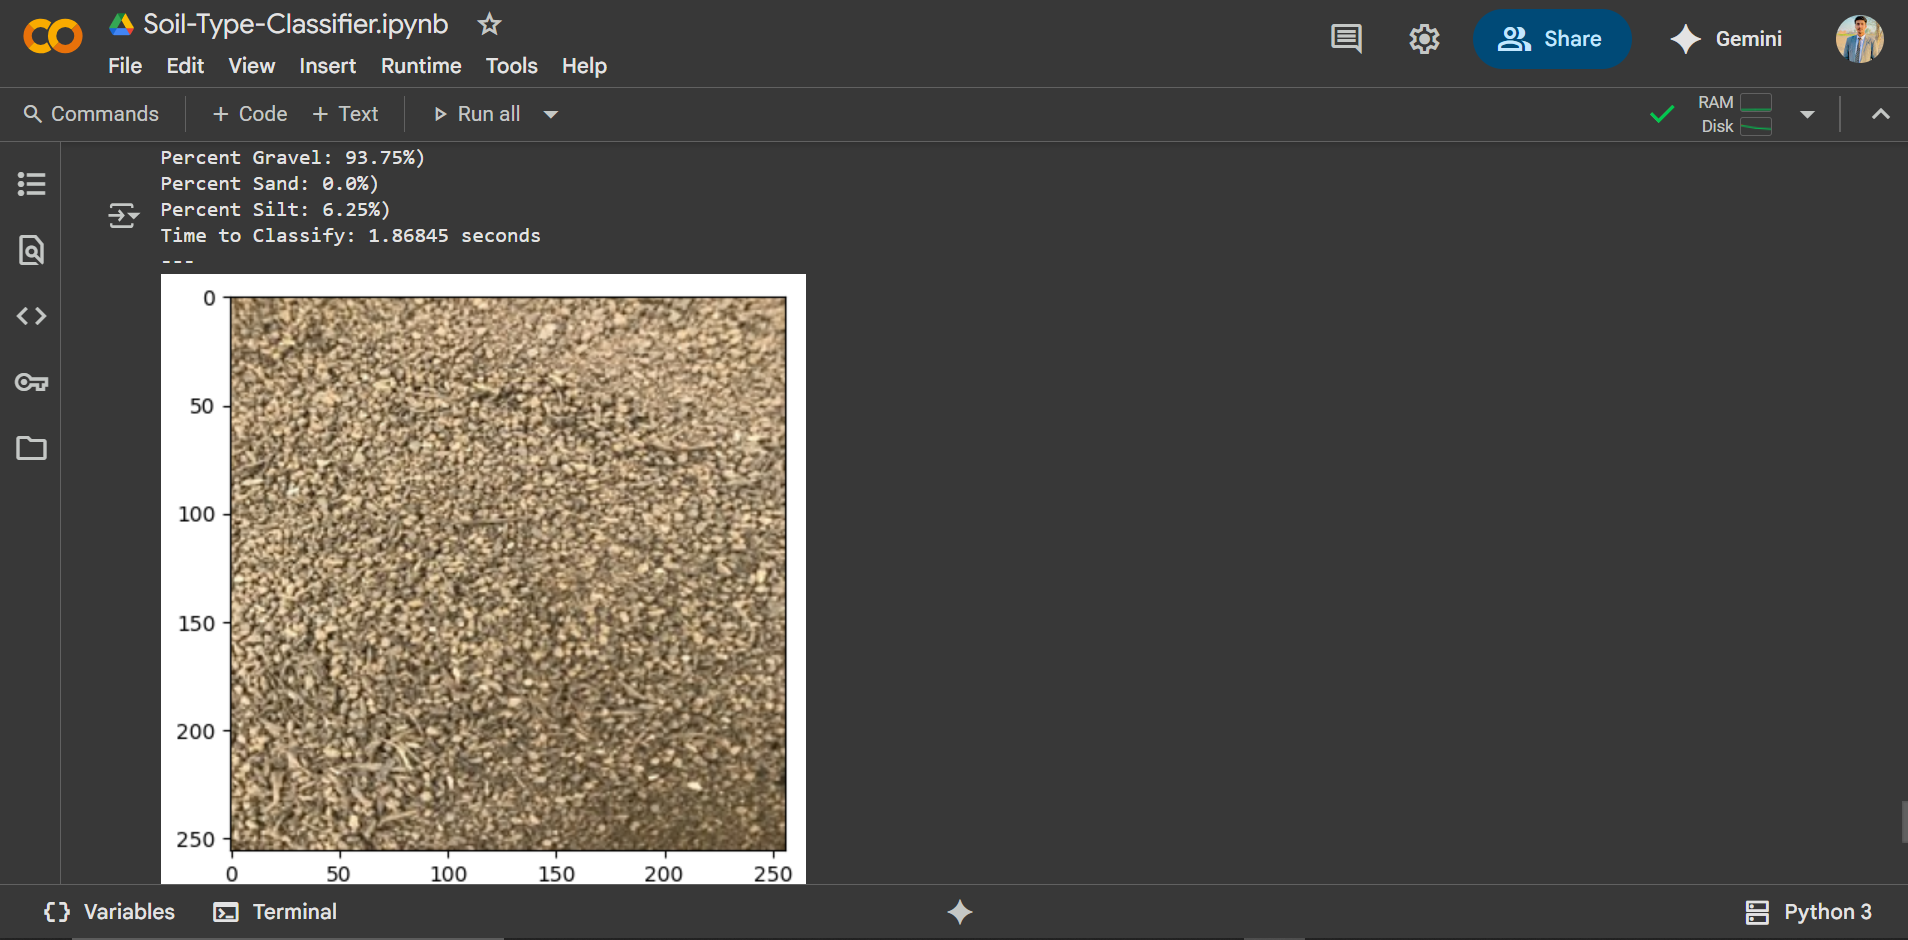 Soil-Type-Classifier.ipynb
File Edit View Insert Runtime Tools Help
Share
Gemini
Commands
+ Code + Text
Run all
RAM
Disk
Percent Gravel: 93.75%)
Percent Sand: 0.0%)
Percent Silt: 6.25%)
Time to Classify: 1.86845 seconds
---
0
50
100
150
200
250
0 50 100 150 200 250
Variables
Terminal
Python 3